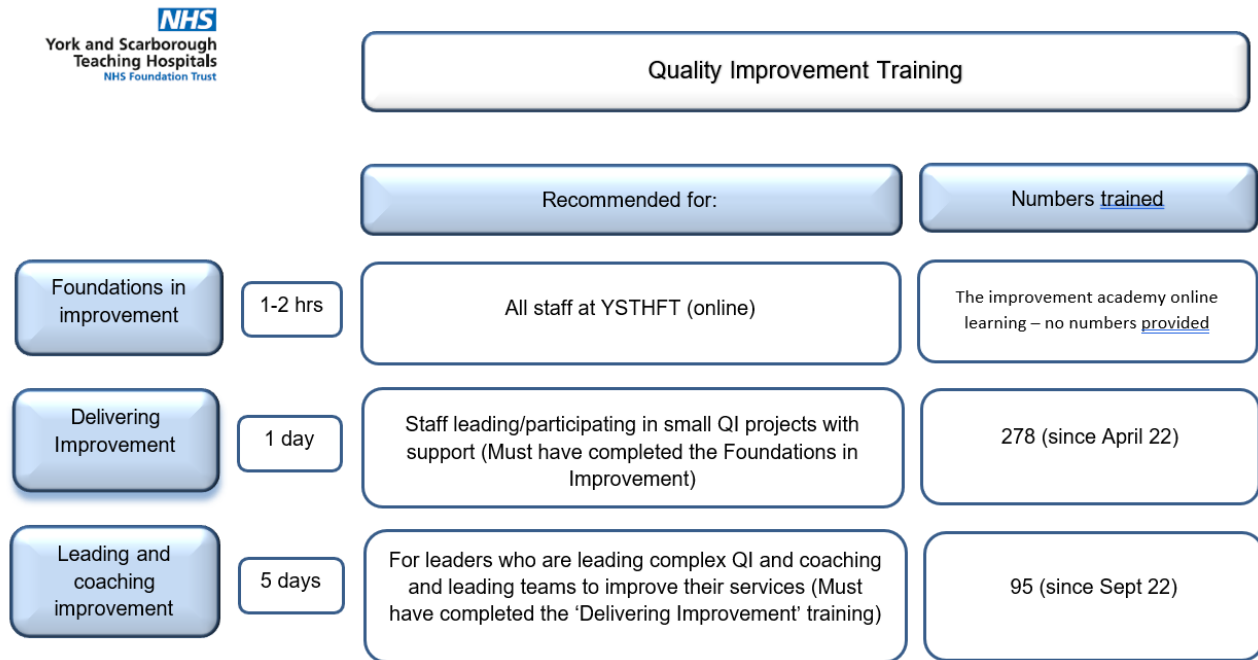 NHS
York and Scarborough
Teaching Hospitals
NHS Foundation Trust
Quality Improvement Training
Recommended for:
Numbers trained
Foundations in
improvement
1-2 hrs
All staff at YSTHFT (online)
The improvement academy online
learning – no numbers provided
Delivering
Improvement
1 day
Staff leading/participating in small QI projects with
support (Must have completed the Foundations in
Improvement)
278 (since April 22)
Leading and
coaching
improvement
5 days
For leaders who are leading complex QI and coaching
and leading teams to improve their services (Must
have completed the ‘Delivering Improvement’ training)
95 (since Sept 22)